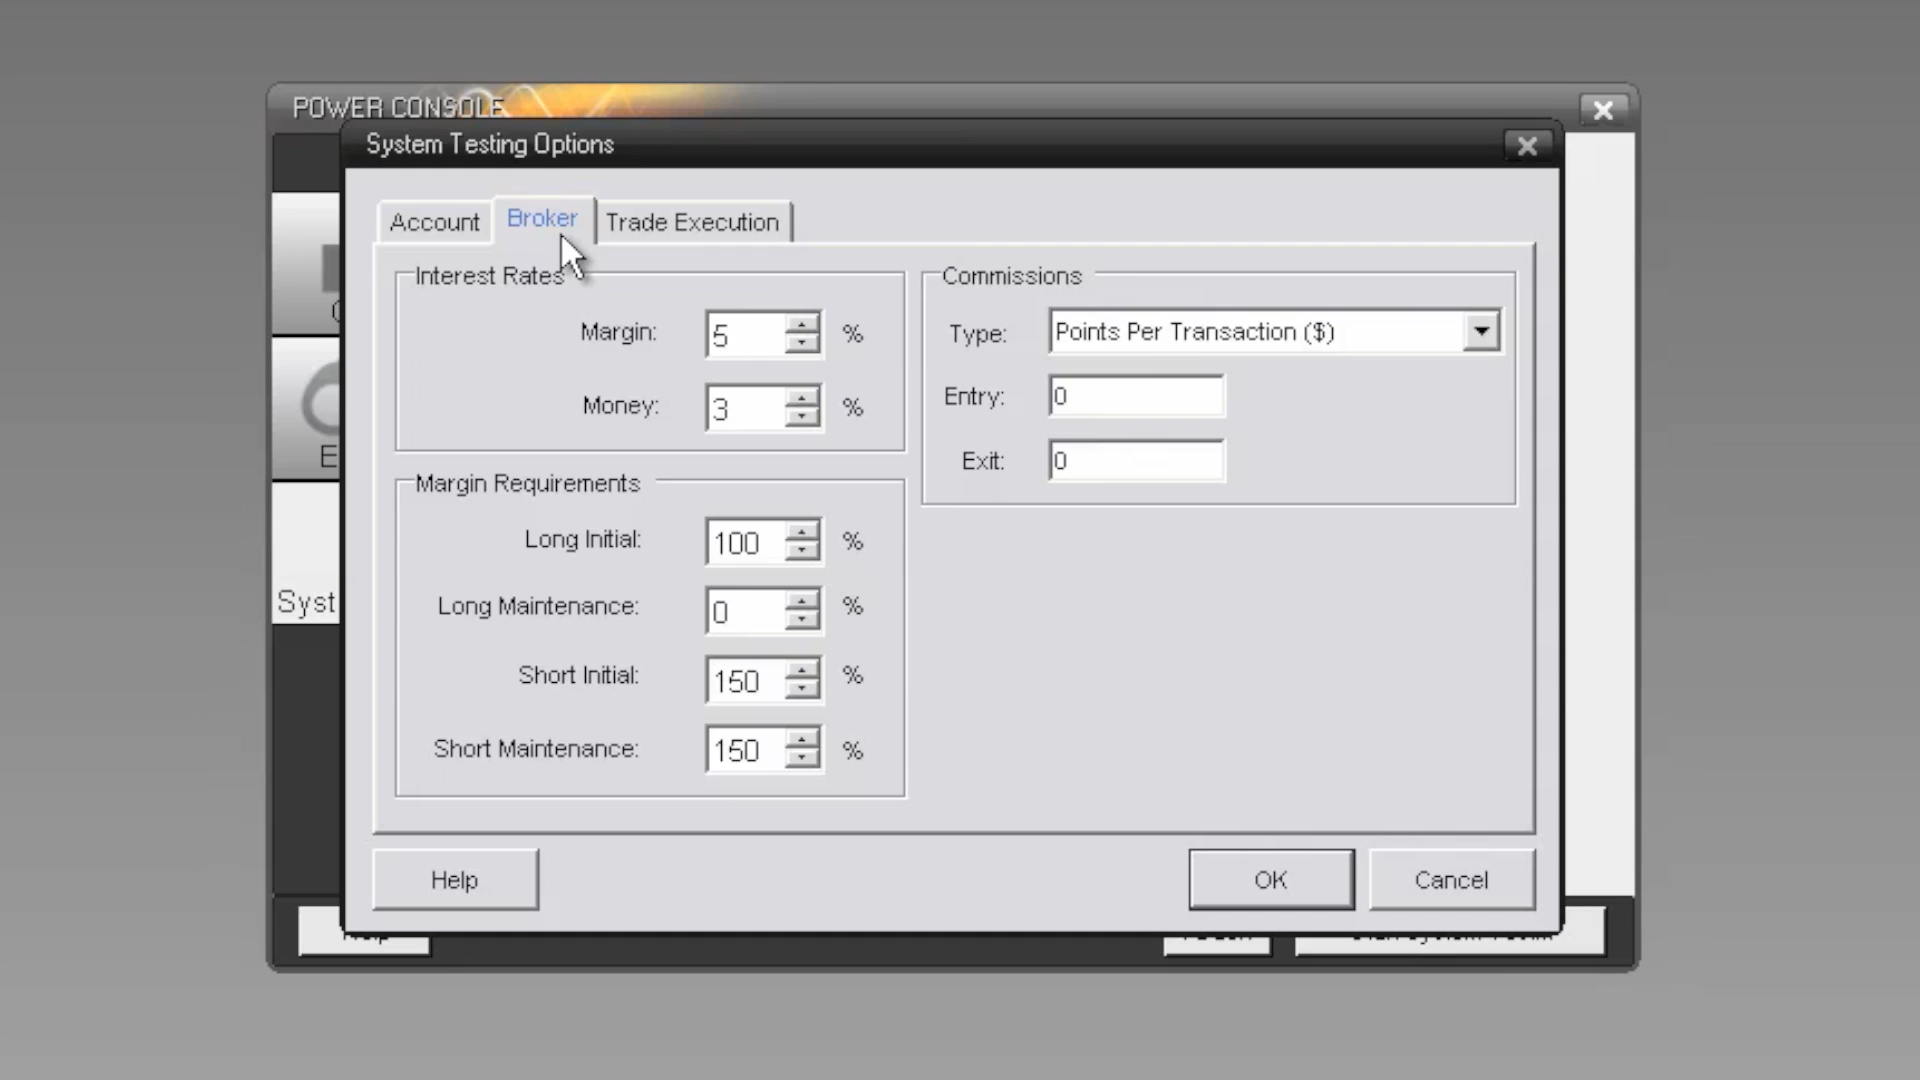 POWER CONSOLE
System Testing Options
Account Broker Trade Execution
Interest Rates
Margin: 5 %
Money: 3 %
Margin Requirements
Long Initial: 100 %
Long Maintenance: 0 %
Short Initial: 150 %
Short Maintenance: 150 %
Commissions
Type: Points Per Transaction ($)
Entry: 0
Exit: 0
Syst
E
Help OK Cancel